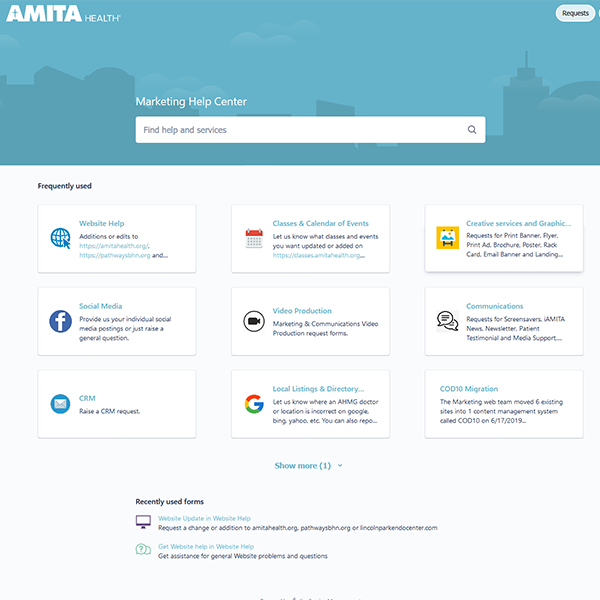 AMITA HEALTH
Requests
Marketing Help Center
Find help and services
Frequently used
Website Help
Additions or edits to
https://amitahealth.org/,
https://pathwaysbhn.org and...
Classes & Calendar of Events
Let us know what classes and events
you want updated or added on
https://classes.amitahealth.org...
Creative services and Graphic...
Requests for Print Banner, Flyer,
Print Ad, Brochure, Poster, Rack
Card, Email Banner and Landing...
Social Media
Provide us your individual social
media postings or just raise a
general question.
Video Production
Marketing & Communications Video
Production request forms.
Communications
Requests for Screensavers, iAMITA
News, Newsletter, Patient
Testimonial and Media Support,...
CRM
Raise a CRM request.
Local Listings & Directory...
Let us know where an AHMG doctor
or location is incorrect on google,
bing, yahoo, etc. You can also repo...
COD10 Migration
The Marketing web team moved 6 existing
sites into 1 content management system
called COD10 on 6/17/2019...
Show more (1)
Recently used forms
Website Update in Website Help
Request a change or addition to amitahealth.org, pathwaysbhn.org or lincolnparkendocenter.com
Get Website help in Website Help
Get assistance for general Website problems and questions